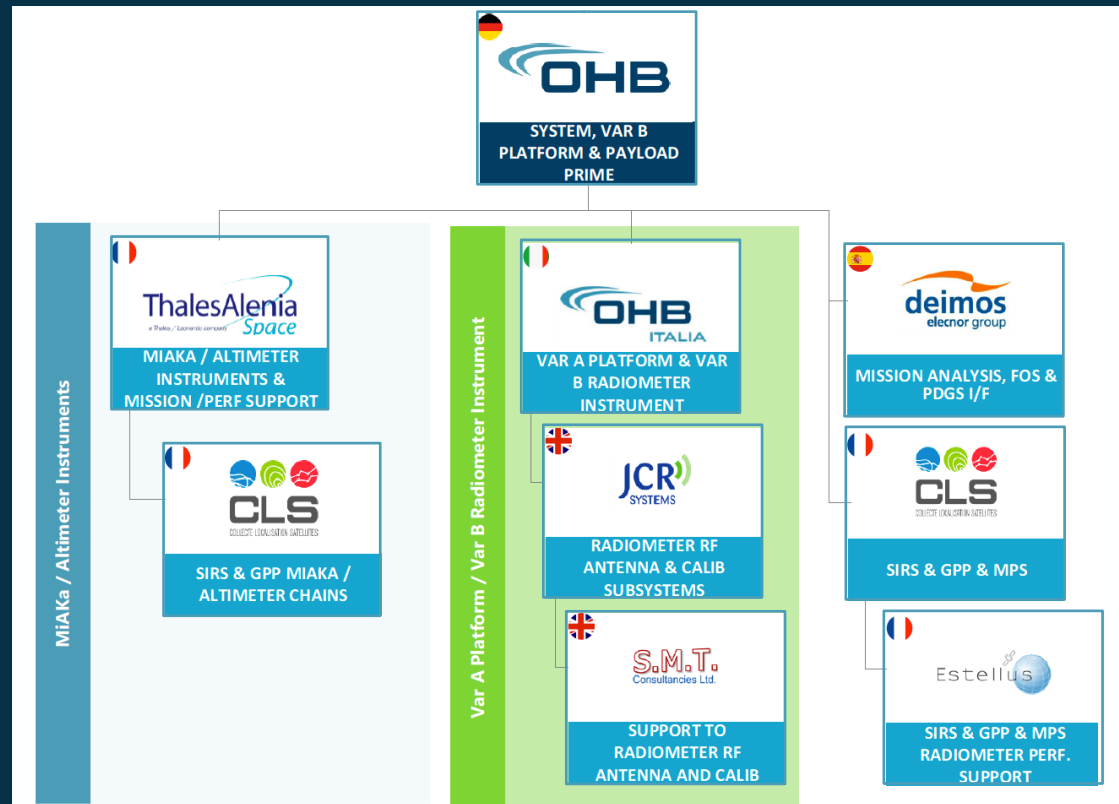 OHB
SYSTEM, VAR B
PLATFORM & PAYLOAD
PRIME
MiAKa / Altimeter Instruments
ThalesAlenia
a Thales / Leonardo company
Space
MIAKA / ALTIMETER
INSTRUMENTS &
MISSION /PERF SUPPORT
CLS
COLLECTE LOCALISATION SATELLITES
SIRS & GPP MIAKA /
ALTIMETER CHAINS
Var A Platform / Var B Radiometer Instrument
OHB
ITALIA
VAR A PLATFORM & VAR
B RADIOMETER
INSTRUMENT
JCR
SYSTEMS
RADIOMETER RF
ANTENNA & CALIB
SUBSYSTEMS
S.M.T.
Consultancies Ltd.
SUPPORT TO
RADIOMETER RF
ANTENNA AND CALIB
deimos
elecnor group
MISSION ANALYSIS, FOS &
PDGS I/F
CLS
COLLECTE LOCALISATION SATELLITES
SIRS & GPP & MPS
Estellus
SIRS & GPP & MPS
RADIOMETER PERF.
SUPPORT